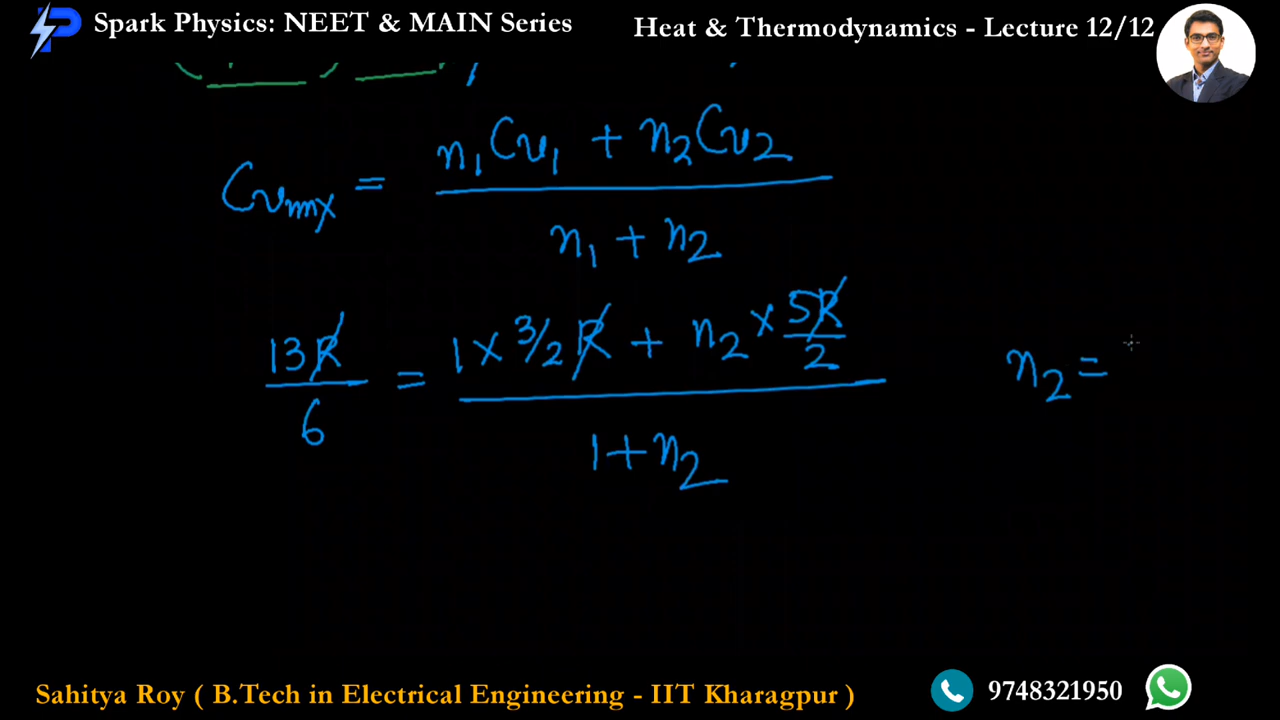 Spark Physics: NEET & MAIN Series
Heat & Thermodynamics - Lecture 12/12
Cvmix = n1Cv1 + n2Cv2 / n1 + n2
13R/6 = 1 x 3/2 R + n2 x 5R/2 / 1 + n2
n2 =
Sahitya Roy ( B.Tech in Electrical Engineering - IIT Kharagpur )
9748321950